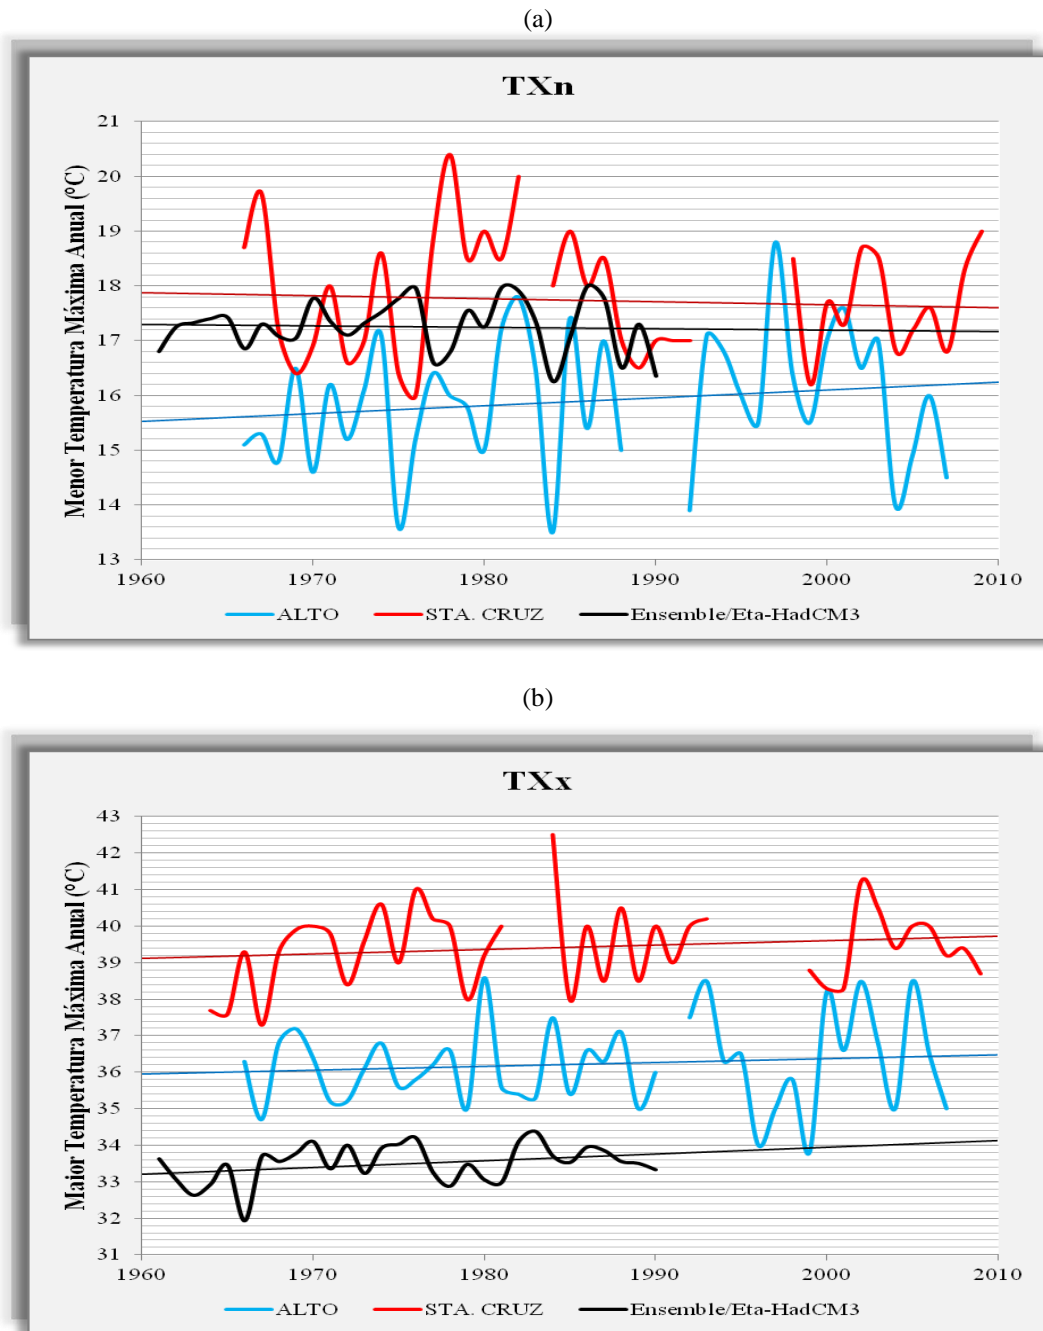 (a)
TXn
Menor Temperatura Máxima Anual (ºC)
21
20
19
18
17
16
15
14
13
1960 1970 1980 1990 2000 2010
ALTO STA. CRUZ Ensemble/Eta-HadCM3
(b)
TXx
Maior Temperatura Máxima Anual (ºC)
43
42
41
40
39
38
37
36
35
34
33
32
31
1960 1970 1980 1990 2000 2010
ALTO STA. CRUZ Ensemble/Eta-HadCM3